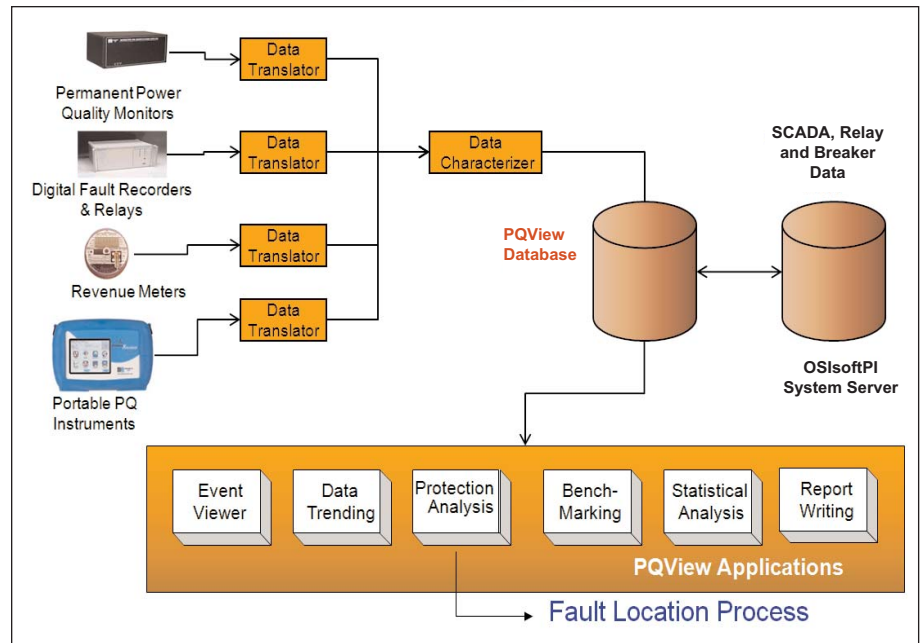 Permanent Power
Quality Monitors
Data
Translator
Digital Fault Recorders
& Relays
Data
Translator
Data
Characterizer
Revenue Meters
Data
Translator
Portable PQ
Instruments
Data
Translator
PQView
Database
SCADA, Relay
and Breaker
Data
OSIsoftPI
System Server
Event
Viewer
Data
Trending
Protection
Analysis
Bench-
Marking
Statistical
Analysis
Report
Writing
PQView Applications
Fault Location Process